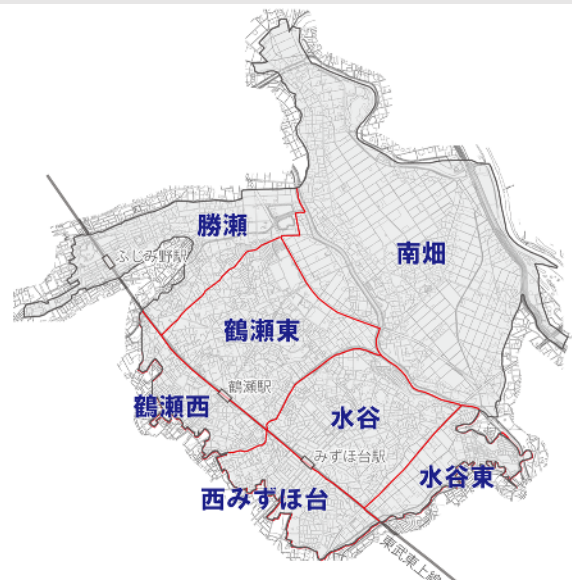 勝瀬
南畑
ふじみ野駅
鶴瀬東
鶴瀬駅
鶴瀬西
水谷
みずほ台駅
水谷東
西みずほ台
東武東上線